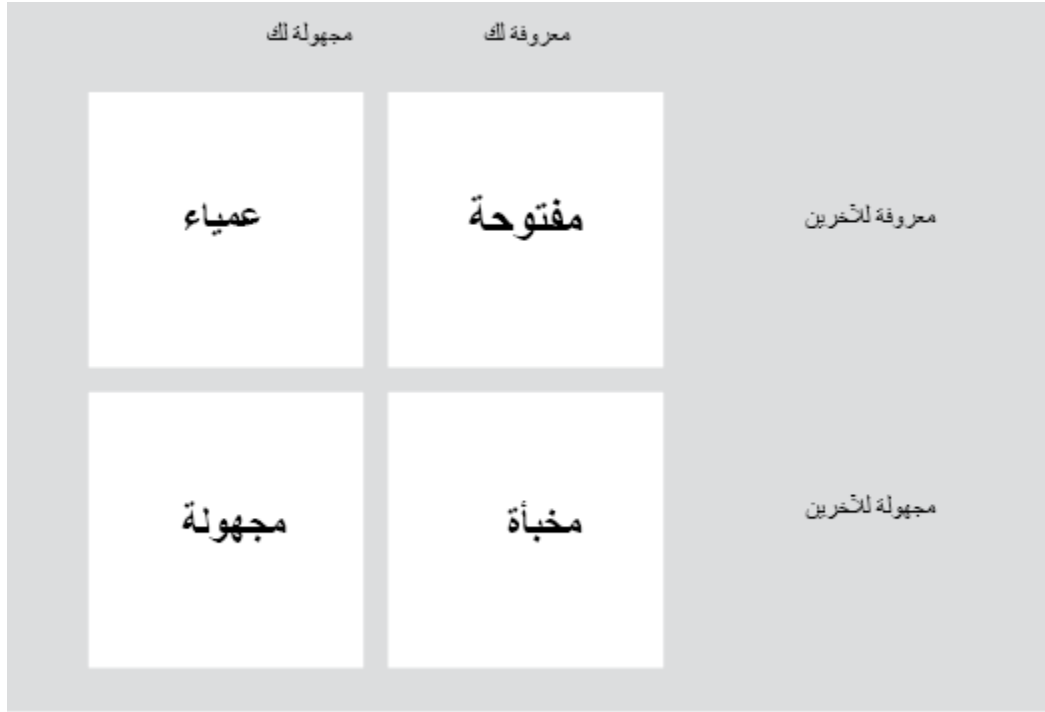 معروفة لك
مجهولة لك
معروفة للآخرين
مفتوحة
عمياء
مجهولة للآخرين
مخبأة
مجهولة